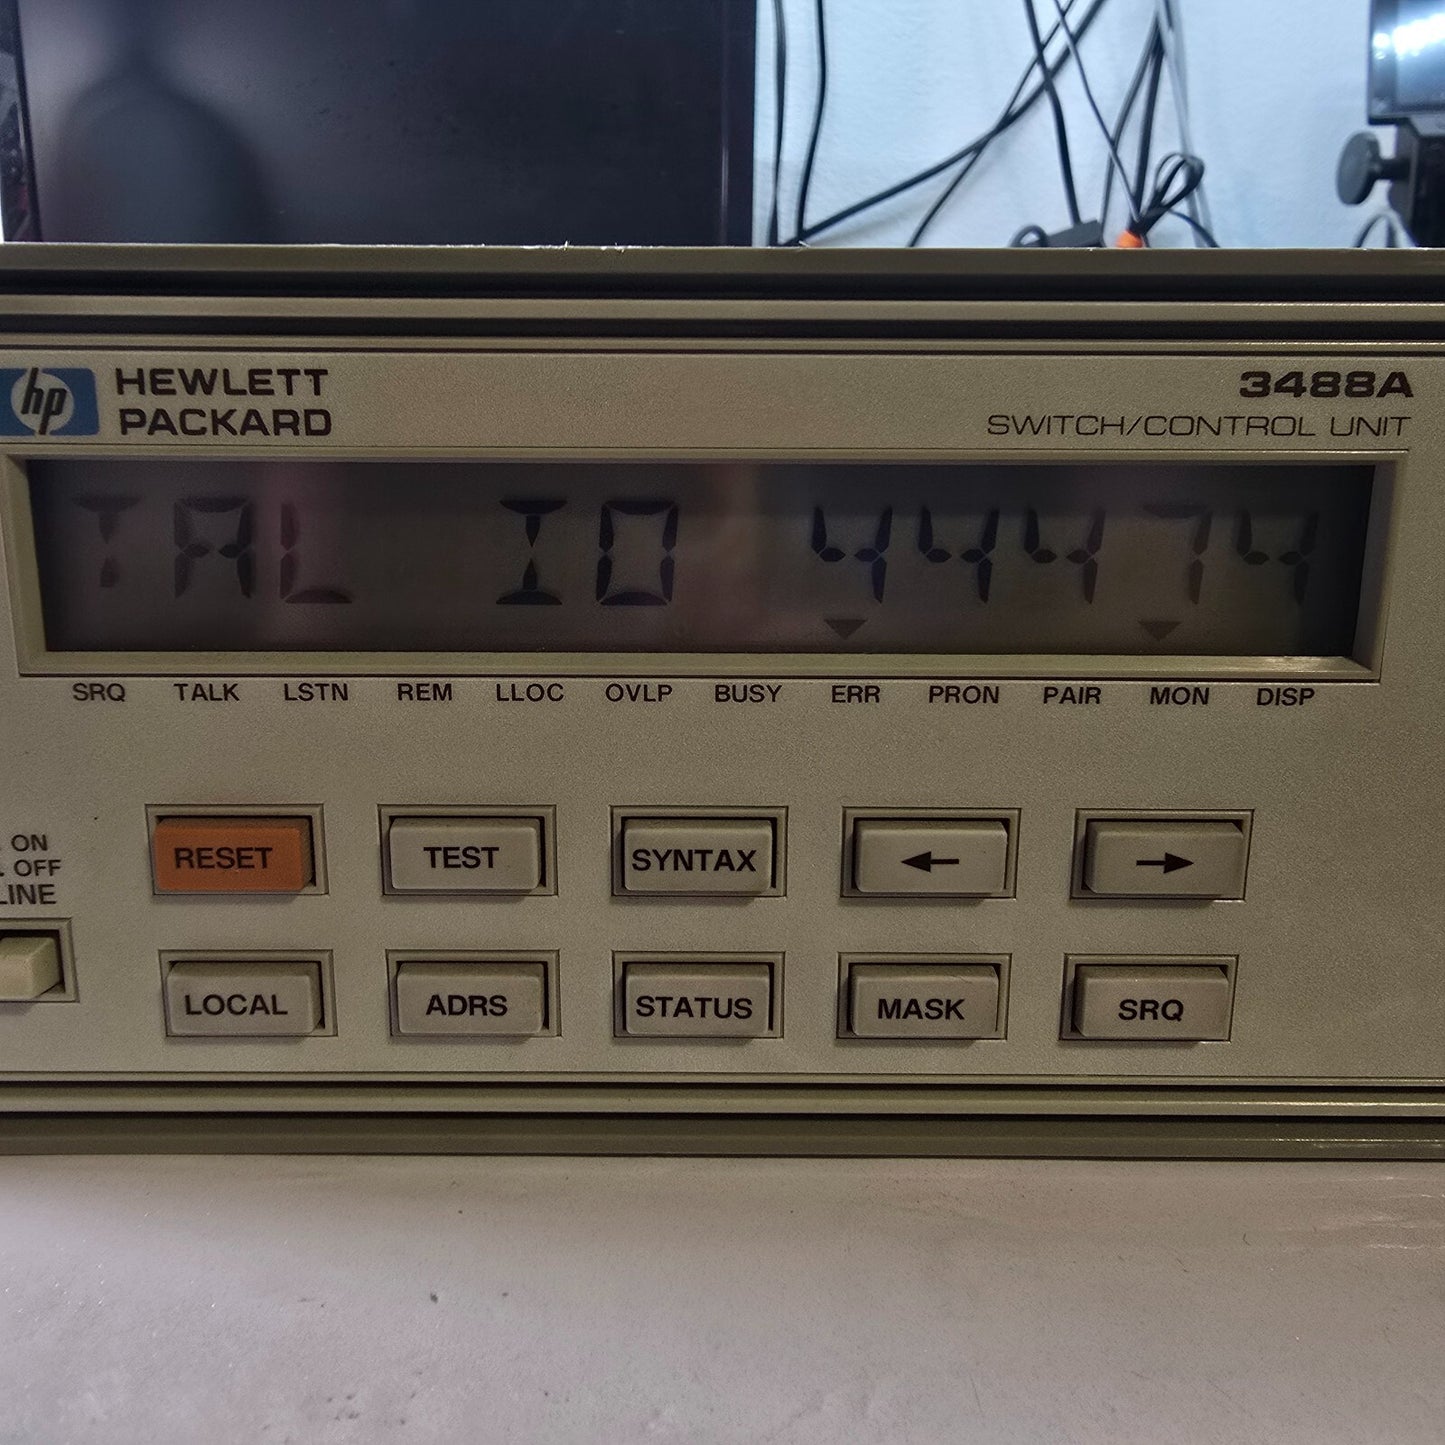 hp HEWLETT
PACKARD
3488A
SWITCH/CONTROL UNIT
TAL IO 44474
SRQ TALK LSTN REM LLOC OVLP BUSY ERR PRON PAIR MON DISP
ON
OFF
LINE
RESET TEST SYNTAX ← →
LOCAL ADRS STATUS MASK SRQ